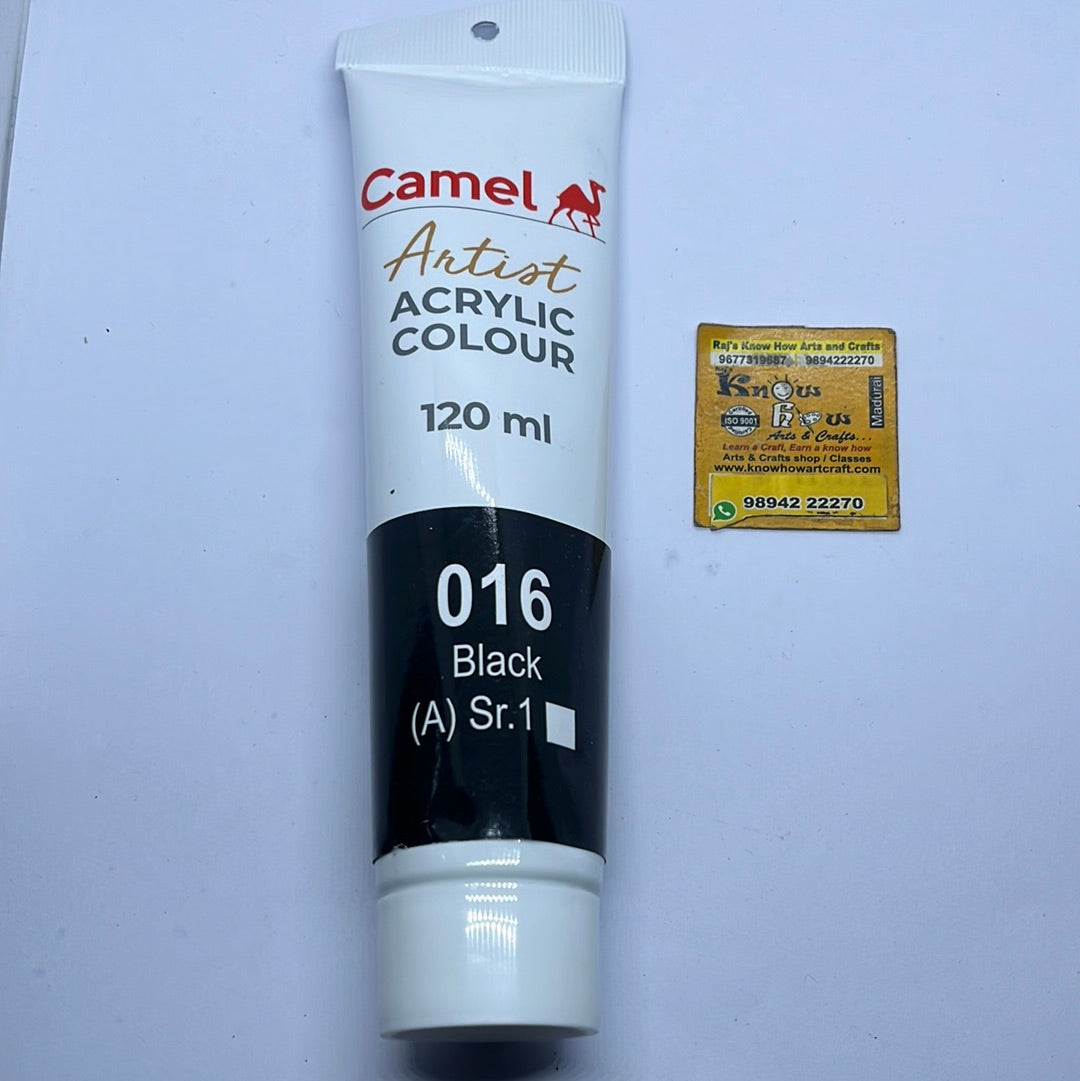 Camel
Artist
ACRYLIC
COLOUR
120 ml
016
Black
(A) Sr.1
Raj's Know How Arts and Crafts
9677319687 9894222270
Know
How
Madurai
ISO 9001
Arts & Crafts...
Learn a Craft, Earn a know how
Arts & Crafts shop / Classes
www.knowhowartcraft.com
98942 22270